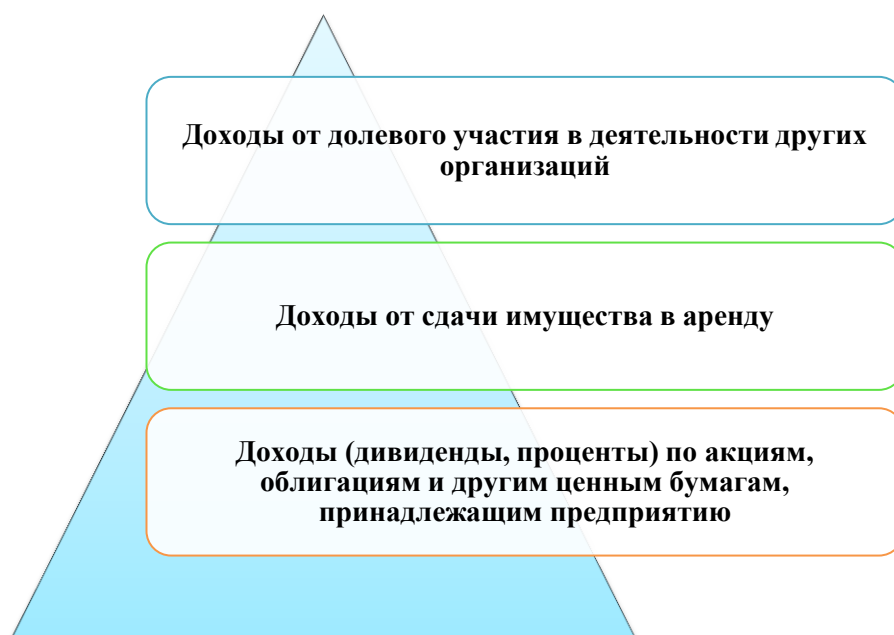 Доходы от долевого участия в деятельности других
организаций
Доходы от сдачи имущества в аренду
Доходы (дивиденды, проценты) по акциям,
облигациям и другим ценным бумагам,
принадлежащим предприятию